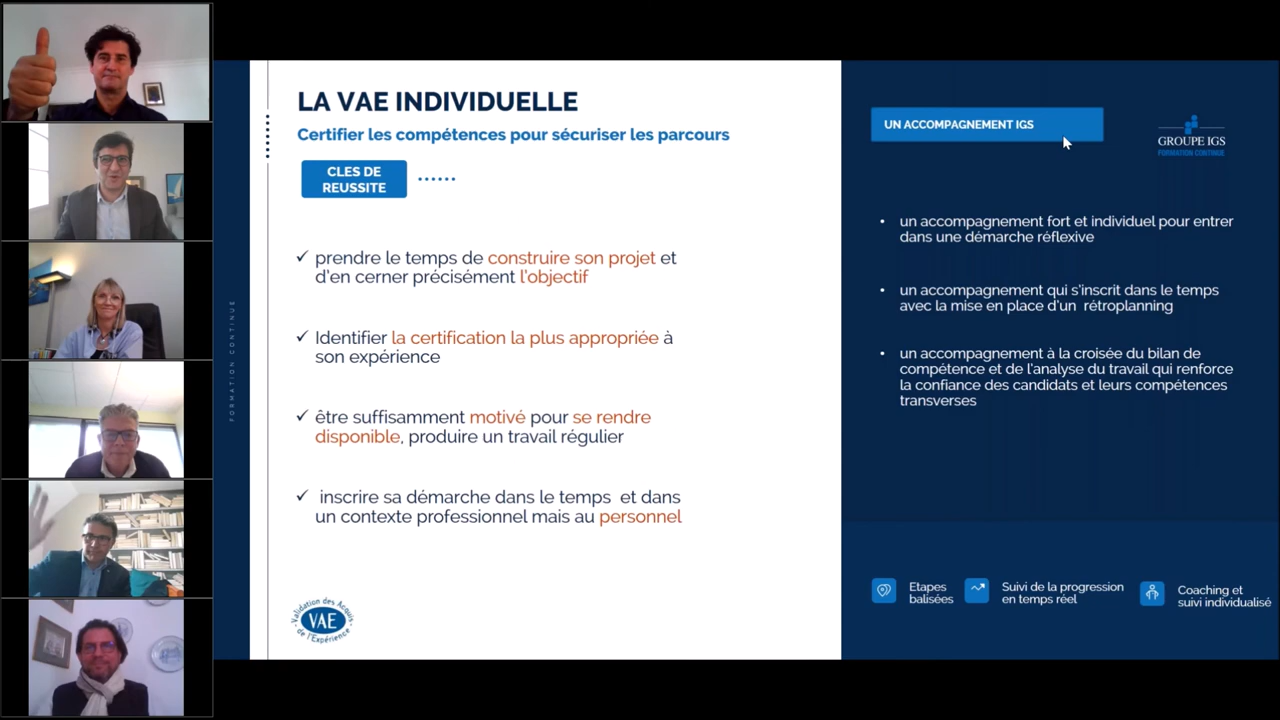 LA VAE INDIVIDUELLE
Certifier les compétences pour sécuriser les parcours
CLES DE
REUSSITE
prendre le temps de construire son projet et
d'en cerner précisément l'objectif
Identifier la certification la plus appropriée à
son expérience
être suffisamment motivé pour se rendre
disponible, produire un travail régulier
inscrire sa démarche dans le temps et dans
un contexte professionnel mais au personnel
Validation des Acquis
VAE
de l'Expérience
FORMATION CONTINUE
UN ACCOMPAGNEMENT IGS
GROUPE IGS
FORMATION CONTINUE
• un accompagnement fort et individuel pour entrer
dans une démarche réflexive
• un accompagnement qui s'inscrit dans le temps
avec la mise en place d'un rétroplanning
• un accompagnement à la croisée du bilan de
compétence et de l'analyse du travail qui renforce
la confiance des candidats et leurs compétences
transverses
Etapes
balisées
Suivi de la progression
en temps réel
Coaching et
suivi individualisé